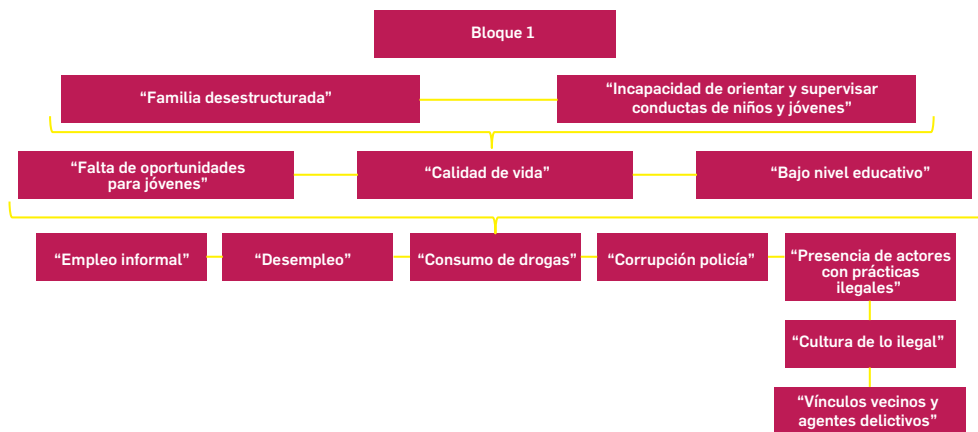 Bloque 1
“Familia desestructurada”
“Incapacidad de orientar y supervisar
conductas de niños y jóvenes”
“Falta de oportunidades
para jóvenes”
“Calidad de vida”
“Bajo nivel educativo”
“Empleo informal”
“Desempleo”
“Consumo de drogas”
“Corrupción policía”
“Presencia de actores
con prácticas
ilegales”
“Cultura de lo ilegal”
“Vínculos vecinos y
agentes delictivos”